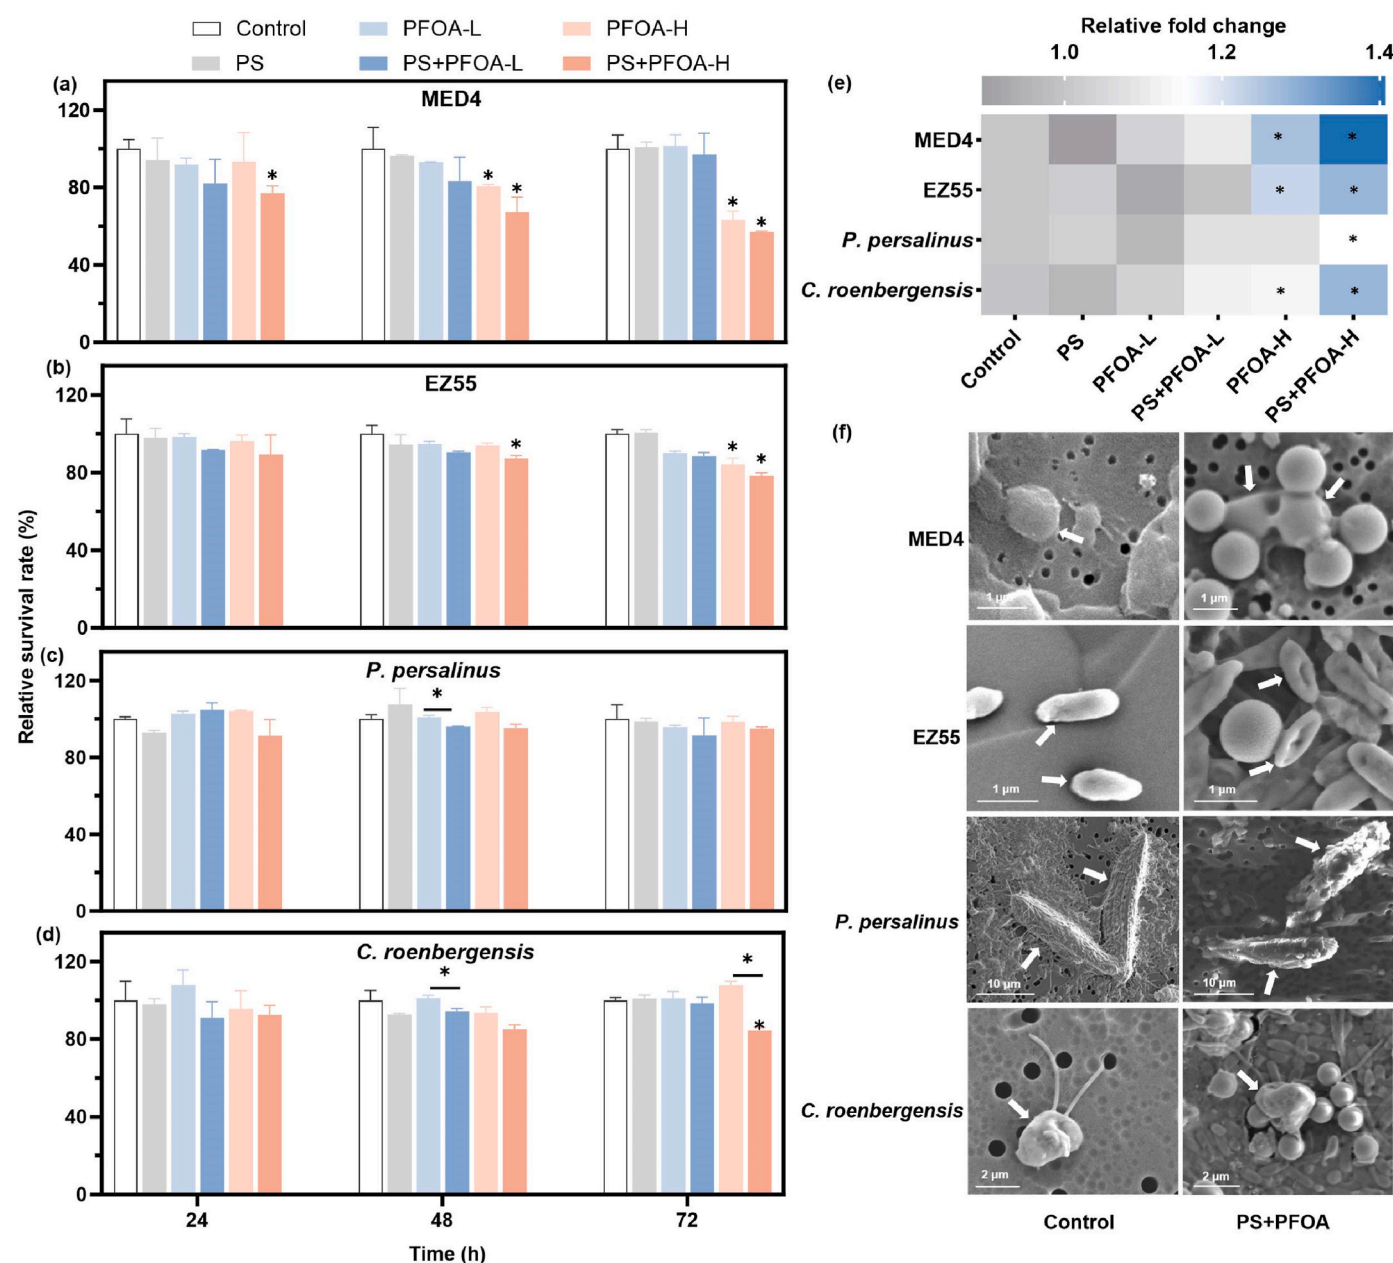 Control PFOA-L PFOA-H
PS PS+PFOA-L PS+PFOA-H
Relative survival rate (%)
(a)
MED4
120
80
40
0
* * * * *
(b)
EZ55
120
80
40
0
* * *
(c)
P. persalinus
120
80
40
0
*
(d)
C. roenbergensis
120
80
40
0
* * *
24 48 72
Time (h)
Relative fold change
1.0 1.2 1.4
(e)
MED4 * *
EZ55 * *
P. persalinus *
C. roenbergensis * *
Control PS PFOA-L PS+PFOA-L PFOA-H PS+PFOA-H
(f)
MED4
1 μm 1 μm
EZ55
1 μm 1 μm
P. persalinus
10 μm 10 μm
C. roenbergensis
2 μm 2 μm
Control PS+PFOA